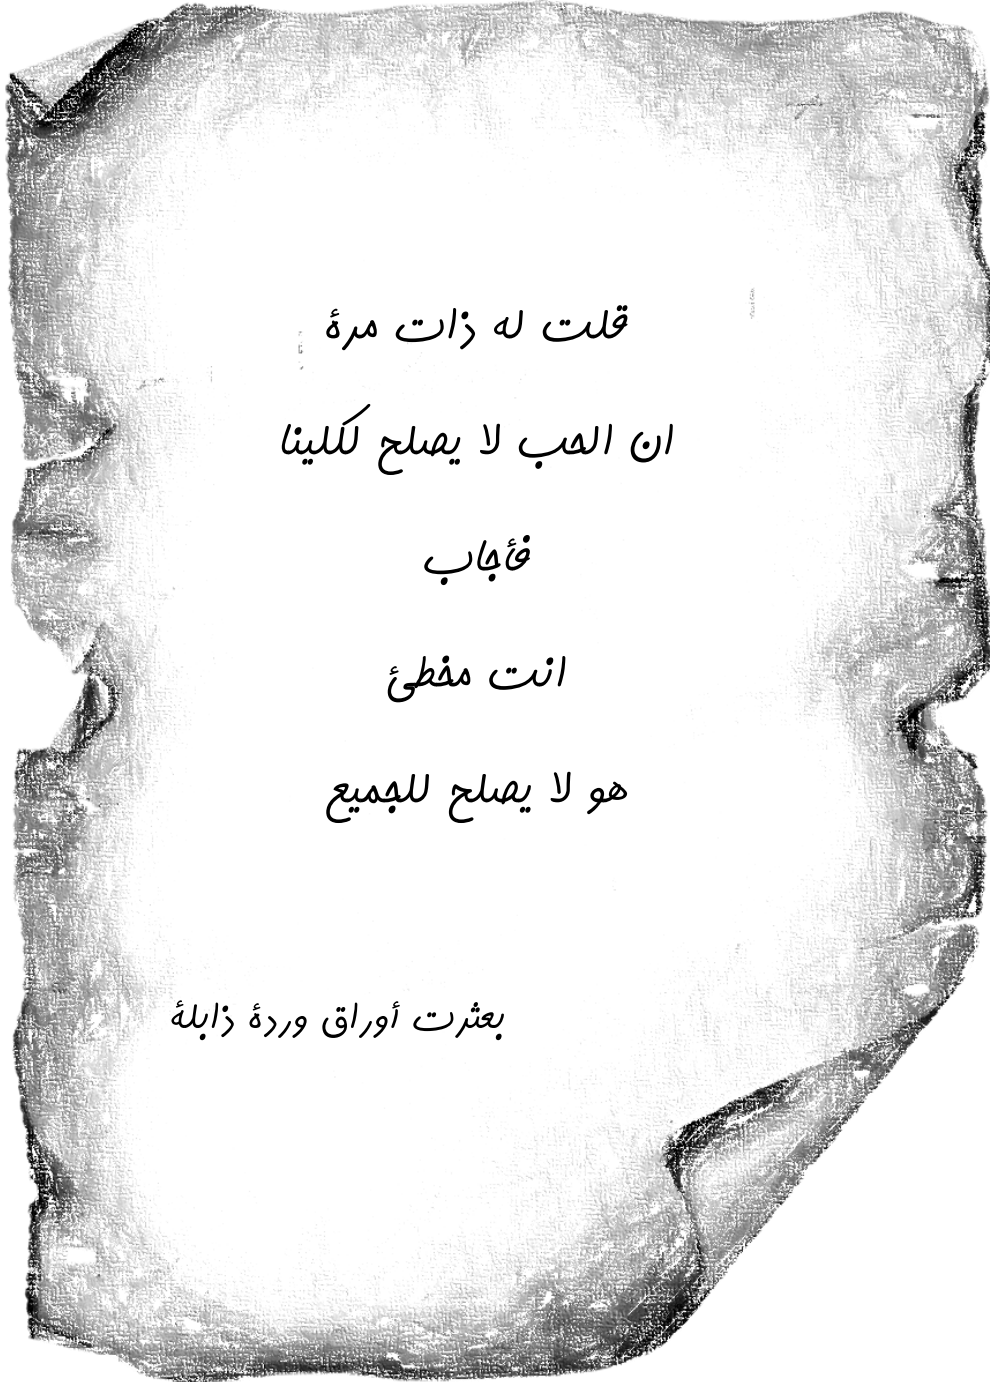 قلت له ذات مرة
ان الحب لا يصلح لكلينا
فأجاب
انت مخطئ
هو لا يصلح للجميع
بعثرت أوراق وردة ذابلة